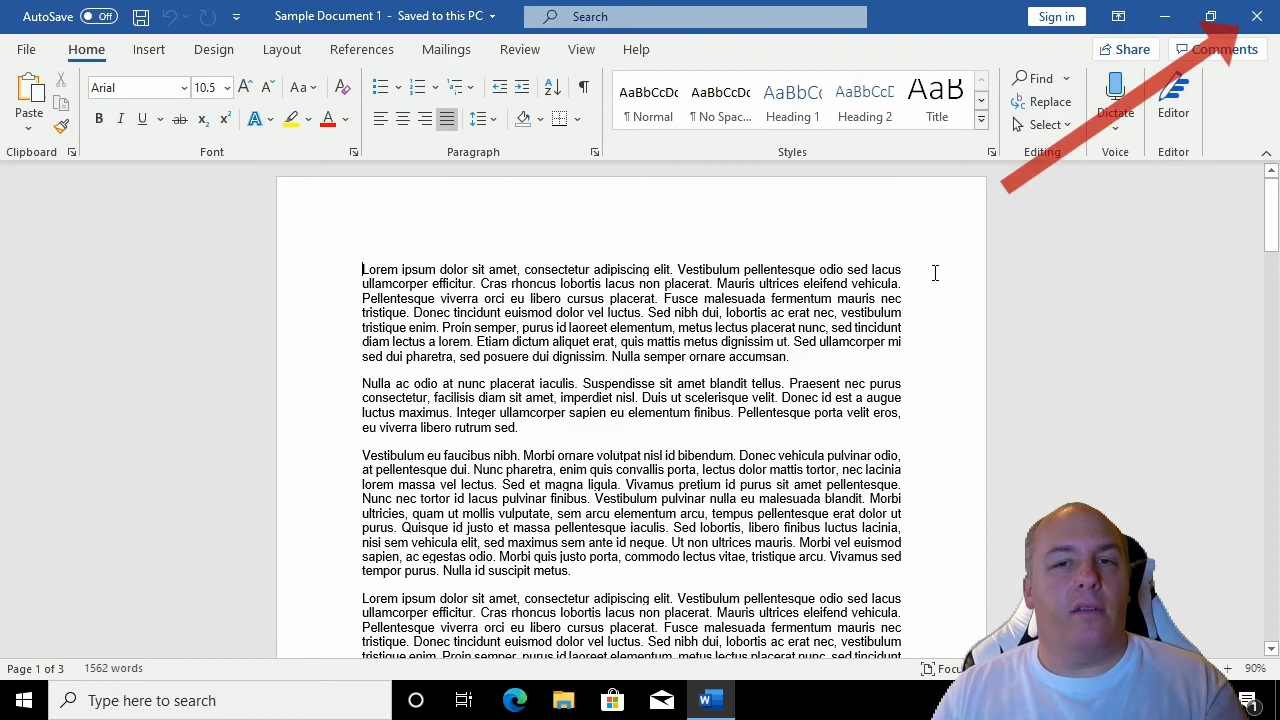 AutoSave Off Sample Document 1 - Saved to this PC Search Sign in
File Home Insert Design Layout References Mailings Review View Help Share Comments
Paste
Clipboard
Arial 10.5 A A Aa A
B I U ab x2 x2 A A
Font
Paragraph
AaBbCcDc AaBbCcDc AaBbCc AaBbCcD AaB
¶ Normal ¶ No Spac... Heading 1 Heading 2 Title
Styles
Find
Replace
Select
Editing
Dictate
Voice
Editor
Editor
Lorem ipsum dolor sit amet, consectetur adipiscing elit. Vestibulum pellentesque odio sed lacus
ullamcorper efficitur. Cras rhoncus lobortis lacus non placerat. Mauris ultrices eleifend vehicula.
Pellentesque viverra orci eu libero cursus placerat. Fusce malesuada fermentum mauris nec
tristique. Donec tincidunt euismod dolor vel luctus. Sed nibh dui, lobortis ac erat nec, vestibulum
tristique enim. Proin semper, purus id laoreet elementum, metus lectus placerat nunc, sed tincidunt
diam lectus a lorem. Etiam dictum aliquet erat, quis mattis metus dignissim ut. Sed ullamcorper mi
sed dui pharetra, sed posuere dui dignissim. Nulla semper ornare accumsan.
Nulla ac odio at nunc placerat iaculis. Suspendisse sit amet blandit tellus. Praesent nec purus
consectetur, facilisis diam sit amet, imperdiet nisl. Duis ut scelerisque velit. Donec id est a augue
luctus maximus. Integer ullamcorper sapien eu elementum finibus. Pellentesque porta velit eros,
eu viverra libero rutrum sed.
Vestibulum eu faucibus nibh. Morbi ornare volutpat nisl id bibendum. Donec vehicula pulvinar odio,
at pellentesque dui. Nunc pharetra, enim quis convallis porta, lectus dolor mattis tortor, nec lacinia
lorem massa vel lectus. Sed et magna ligula. Vivamus pretium id purus sit amet pellentesque.
Nunc nec tortor id lacus pulvinar finibus. Vestibulum pulvinar nulla eu malesuada blandit. Morbi
ultricies, quam ut mollis vulputate, sem arcu elementum arcu, tempus pellentesque erat dolor ut
purus. Quisque id justo et massa pellentesque iaculis. Sed lobortis, libero finibus luctus lacinia,
nisi sem vehicula elit, sed maximus sem ante id neque. Ut non ultrices mauris. Morbi vel euismod
sapien, ac egestas odio. Morbi quis justo porta, commodo lectus vitae, tristique arcu. Vivamus sed
tempor purus. Nulla id suscipit metus.
Lorem ipsum dolor sit amet, consectetur adipiscing elit. Vestibulum pellentesque odio sed lacus
ullamcorper efficitur. Cras rhoncus lobortis lacus non placerat. Mauris ultrices eleifend vehicula.
Pellentesque viverra orci eu libero cursus placerat. Fusce malesuada fermentum mauris nec
tristique. Donec tincidunt euismod dolor vel luctus. Sed nibh dui, lobortis ac erat nec, vestibulum
tristique enim. Proin semper, purus id laoreet elementum, metus lectus placerat nunc, sed tincidunt
Page 1 of 3 1562 words Focu 90%
Type here to search 1